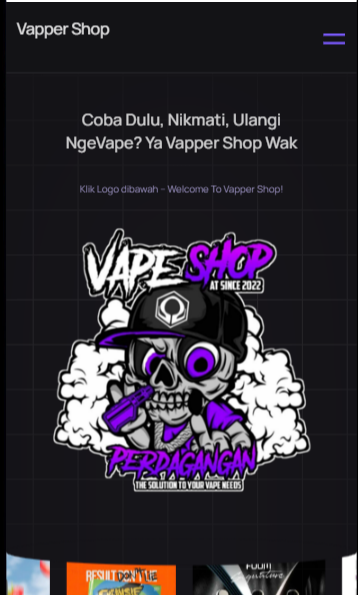 Vapper Shop
Coba Dulu, Nikmati, Ulangi
NgeVape? Ya Vapper Shop Wak
Klik Logo dibawah – Welcome To Vapper Shop!
VAPE SHOP
AT SINCE 2022
PERDAGANGAN
THE SOLUTION TO YOUR VAPE NEEDS
FOOM